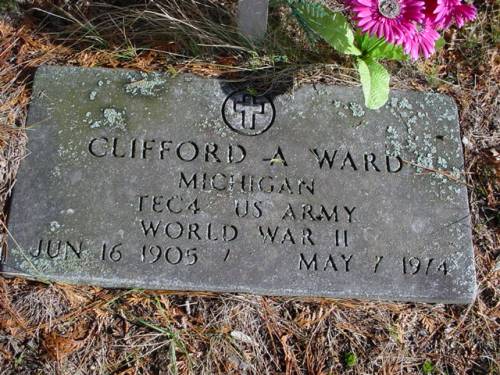 CLIFFORD A WARD
MICHIGAN
TEC4 US ARMY
WORLD WAR II
JUN 16 1905 MAY 7 1974